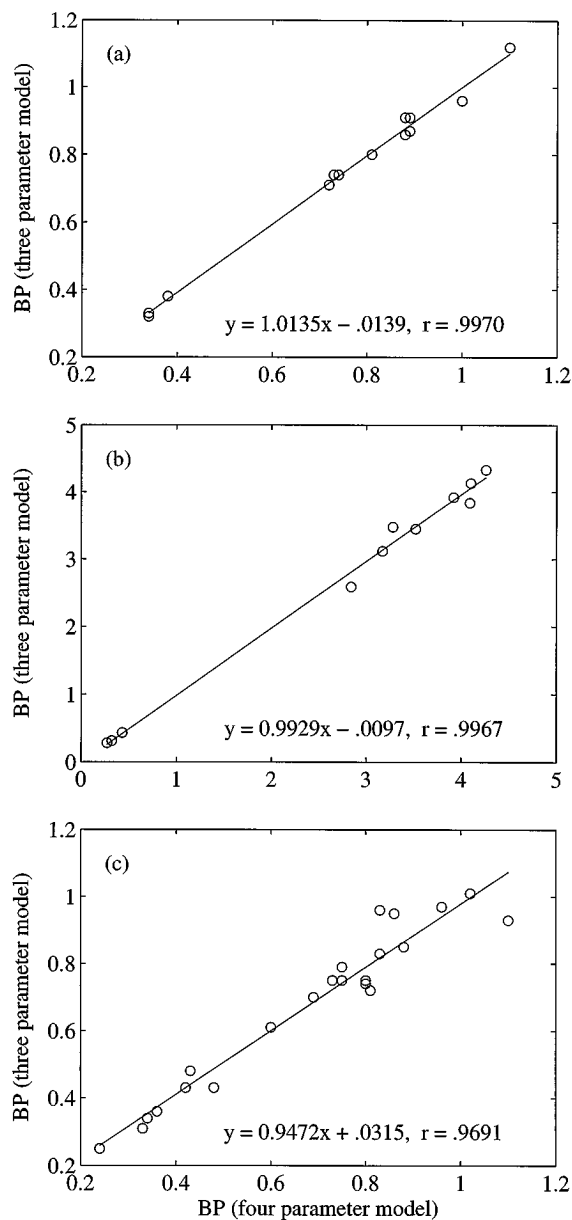 1.2
(a)
1
0.8
0.6
0.4
0.2
BP (three parameter model)
y = 1.0135x − .0139, r = .9970
0.2 0.4 0.6 0.8 1 1.2
5
(b)
4
3
2
1
0
BP (three parameter model)
y = 0.9929x − .0097, r = .9967
0 1 2 3 4 5
1.2
(c)
1
0.8
0.6
0.4
0.2
BP (three parameter model)
y = 0.9472x + .0315, r = .9691
0.2 0.4 0.6 0.8 1 1.2
BP (four parameter model)